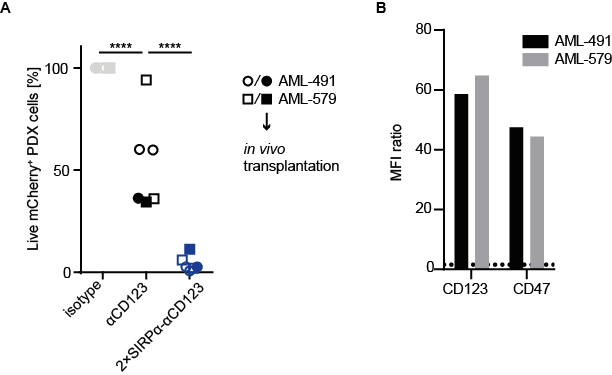 A
Live mCherry⁺ PDX cells [%]
100
50
0
****
****
isotype
αCD123
2×SIRPα-αCD123
/ AML-491
/ AML-579
in vivo
transplantation
B
MFI ratio
80
60
40
20
0
CD123
CD47
AML-491
AML-579